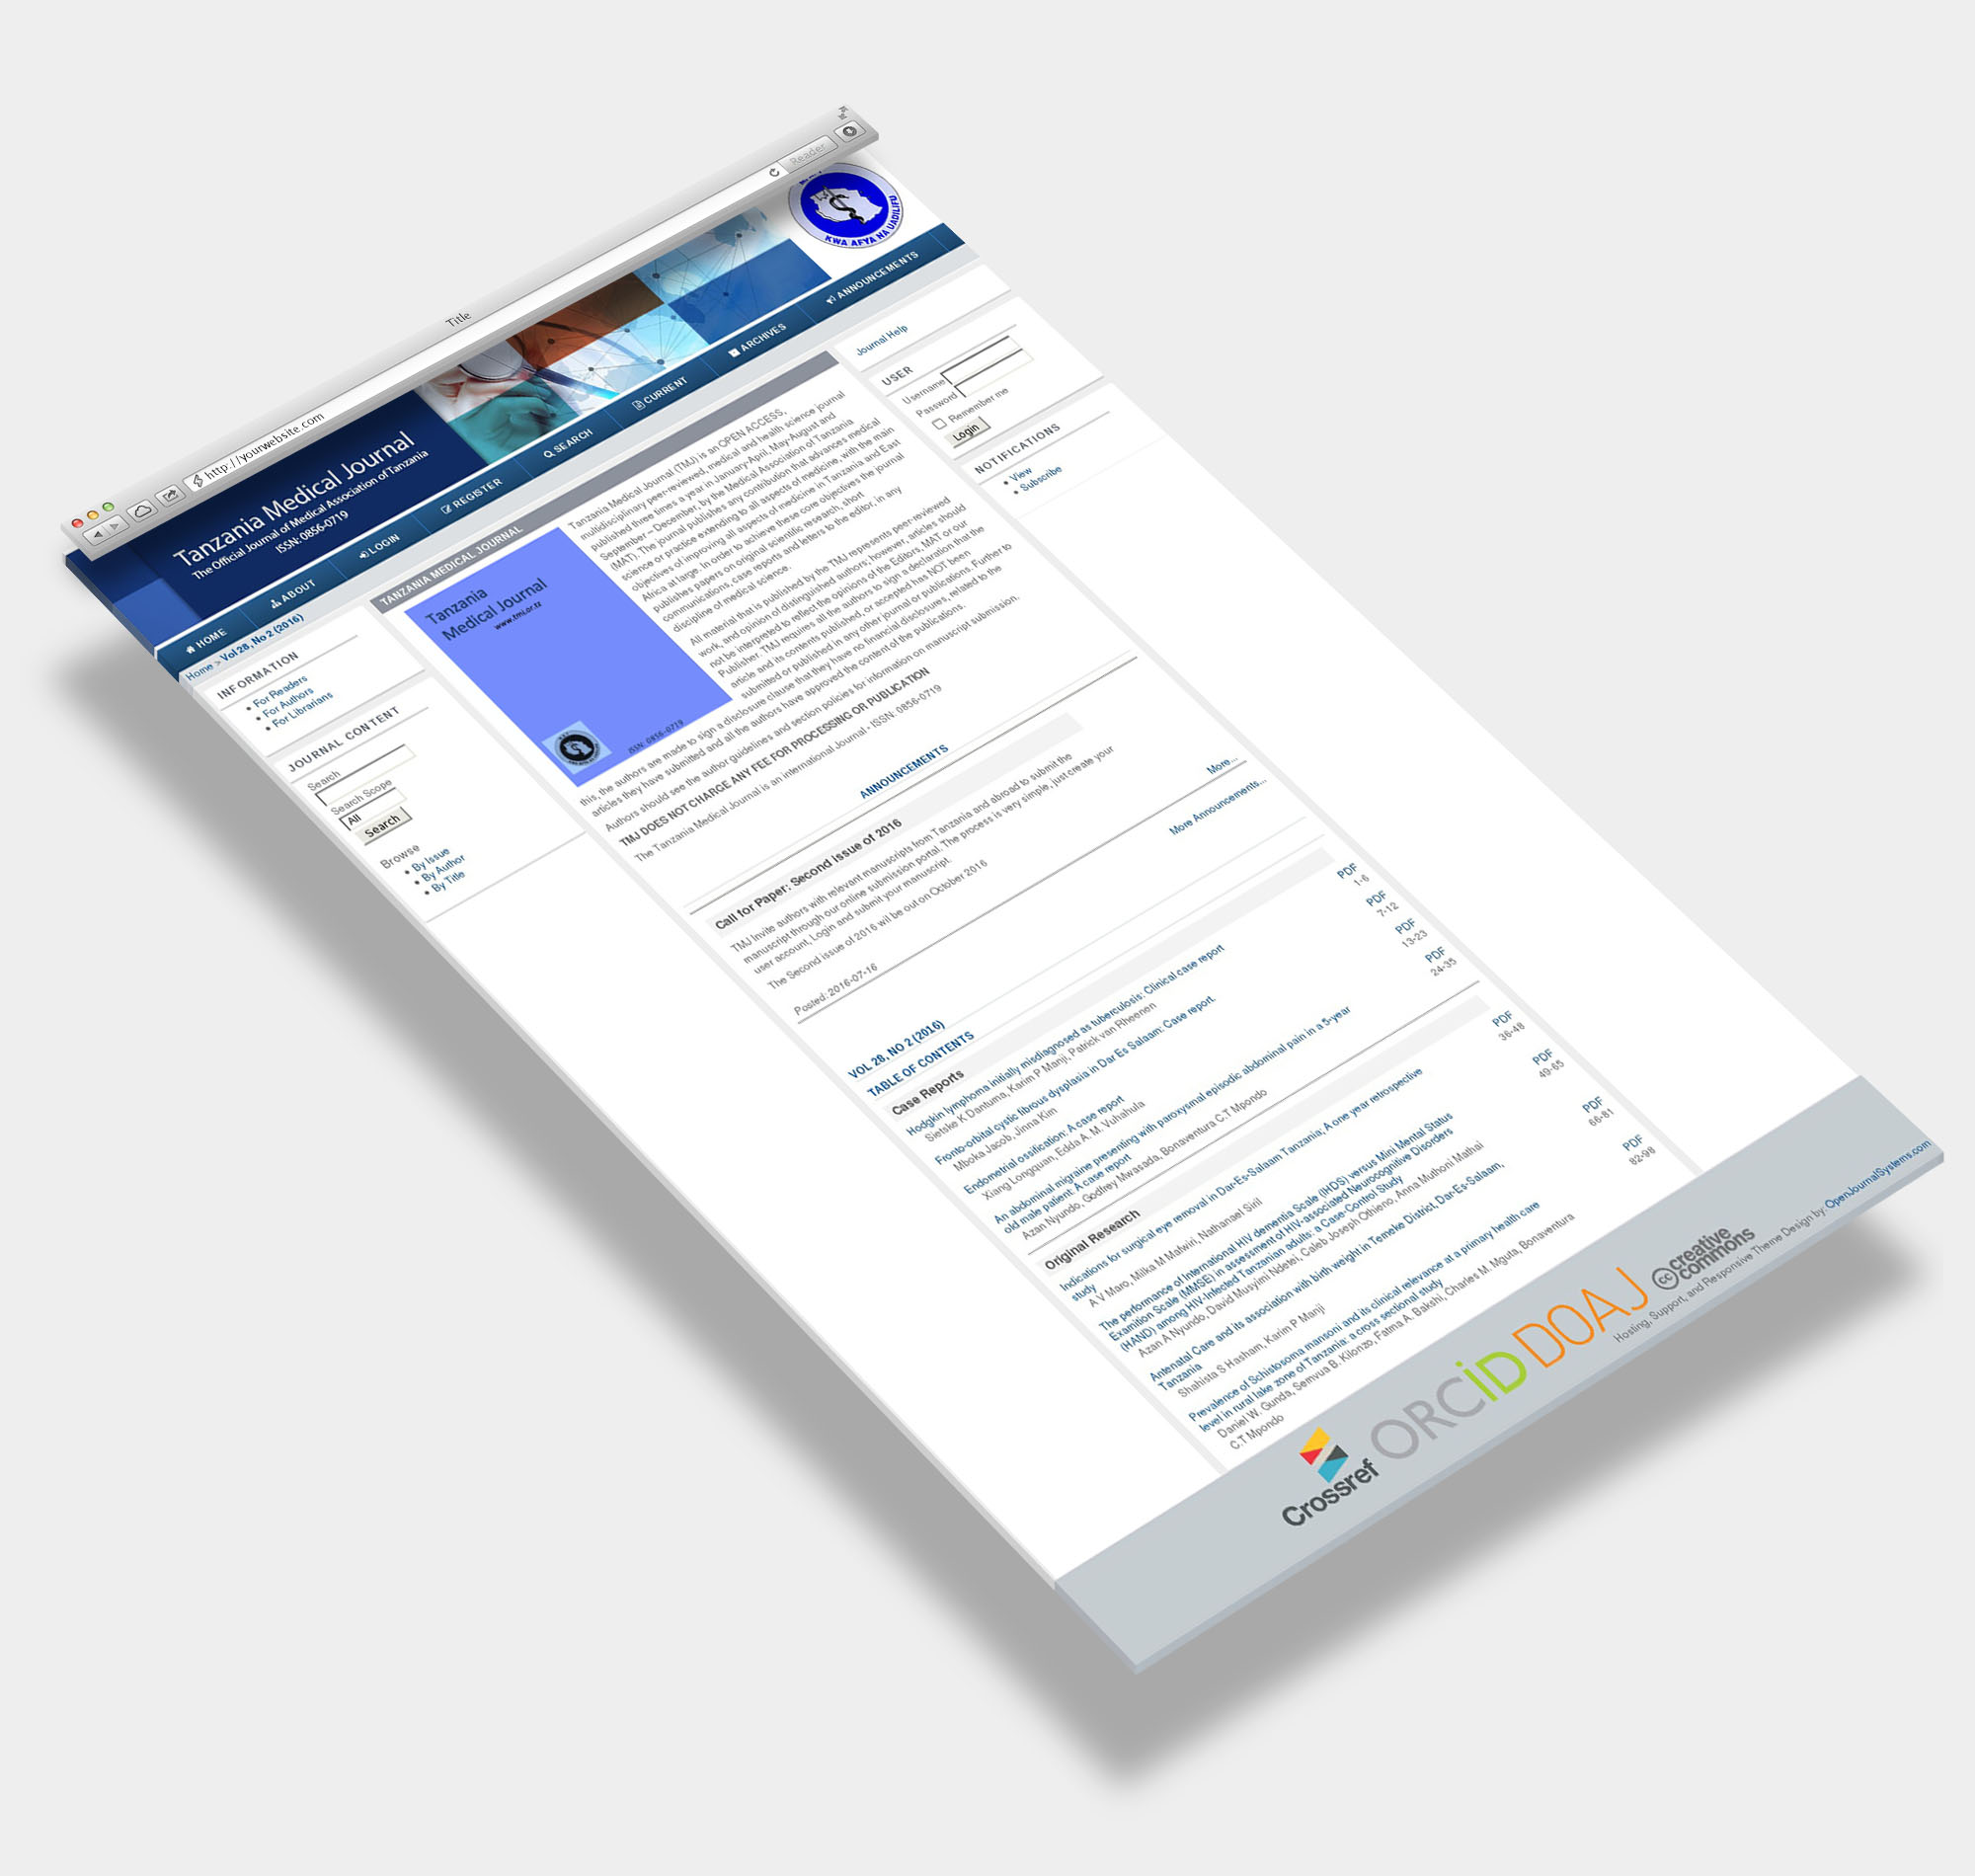 Title
http://yourwebsite.com
Reader
Tanzania Medical Journal
The Official Journal of Medical Association of Tanzania
ISSN: 0856-0719
KWA AFYA NA UADILIFU
HOME
ABOUT
LOGIN
REGISTER
SEARCH
CURRENT
ARCHIVES
ANNOUNCEMENTS
Home > Vol 28, No 2 (2016)
INFORMATION
For Readers
For Authors
For Librarians
JOURNAL CONTENT
Search
Search Scope
All
Search
Browse
By Issue
By Author
By Title
TANZANIA MEDICAL JOURNAL
Tanzania
Medical Journal
www.tmj.or.tz
ISSN: 0856-0719
Tanzania Medical Journal (TMJ) is an OPEN ACCESS,
multidisciplinary peer-reviewed, medical and health science journal
published three times a year in January-April, May-August and
September – December, by the Medical Association of Tanzania
(MAT). The journal publishes any contribution that advances medical
science or practice extending to all aspects of medicine, with the main
objectives of improving all aspects of medicine in Tanzania and East
Africa at large. In order to achieve these core objectives the journal
publishes papers on original scientific research, short
communications, case reports and letters to the editor, in any
discipline of medical science.
All material that is published by the TMJ represents peer-reviewed
work, and opinion of distinguished authors; however, articles should
not be interpreted to reflect the opinions of the Editors, MAT or our
Publisher. TMJ requires all the authors to sign a declaration that the
article and its contents published, or accepted has NOT been
submitted or published in any other journal or publications. Further to
this, the authors are made to sign a disclosure clause that they have no financial disclosures, related to the
articles they have submitted and all the authors have approved the content of the publications.
Authors should see the author guidelines and section policies for information on manuscript submission.
TMJ DOES NOT CHARGE ANY FEE FOR PROCESSING OR PUBLICATION
The Tanzania Medical Journal is an international Journal - ISSN: 0856-0719
ANNOUNCEMENTS
Call for Paper: Second issue of 2016
TMJ Invite authors with relevant manuscripts from Tanzania and abroad to submit the
manuscript through our online submission portal. The process is very simple, just create your
user account, Login and submit your manuscript.
The Second issue of 2016 wil be out on October 2016
Posted: 2016-07-16
More...
More Announcements...
VOL 28, NO 2 (2016)
TABLE OF CONTENTS
Case Reports
Hodgkin lymphoma initially misdiagnosed as tuberculosis: Clinical case report
PDF
Sietske K Dantuma, Karim P Manji, Patrick van Rheenen
1-6
Fronto-orbital cystic fibrous dysplasia in Dar Es Salaam: Case report.
PDF
Mboka Jacob, Jinna Kim
7-12
Endometrial ossification: A case report
PDF
Xiang Longquan, Edda A. M. Vuhahula
13-23
An abdominal migraine presenting with paroxysmal episodic abdominal pain in a 5-year
old male patient: A case report
PDF
Azan Nyundo, Godfrey Mwasada, Bonaventura C.T Mpondo
24-35
Original Research
Indications for surgical eye removal in Dar-Es-Salaam Tanzania; A one year retrospective
study
PDF
A V Maro, Milka M Mafwiri, Nathanael Siril
36-48
The performance of International HIV dementia Scale (IHDS) versus Mini Mental Status
Examition Scale (MMSE) in assessment of HIV-associated Neurocognitive Disorders
(HAND) among HIV-Infected Tanzanian adults: a Case-Control Study
PDF
Azan A Nyundo, David Musyimi Ndetei, Caleb Joseph Othieno, Anna Muthoni Mathai
49-65
Antenatal Care and its association with birth weight in Temeke District, Dar-Es-Salaam,
Tanzania
PDF
Shahista S Hasham, Karim P Manji
66-81
Prevalence of Schistosoma mansoni and its clinical relevance at a primary health care
level in rural lake zone of Tanzania: a cross sectional study
PDF
Daniel W. Gunda, Semvua B. Kilonzo, Fatma A. Bakshi, Charles M. Mguta, Bonaventura
C.T Mpondo
82-98
Journal Help
USER
Username
Password
Remember me
Login
NOTIFICATIONS
View
Subscribe
Crossref
ORCiD
DOAJ
cc creative
commons
Hosting, Support, and Responsive Theme Design by: OpenJournalSystems.com